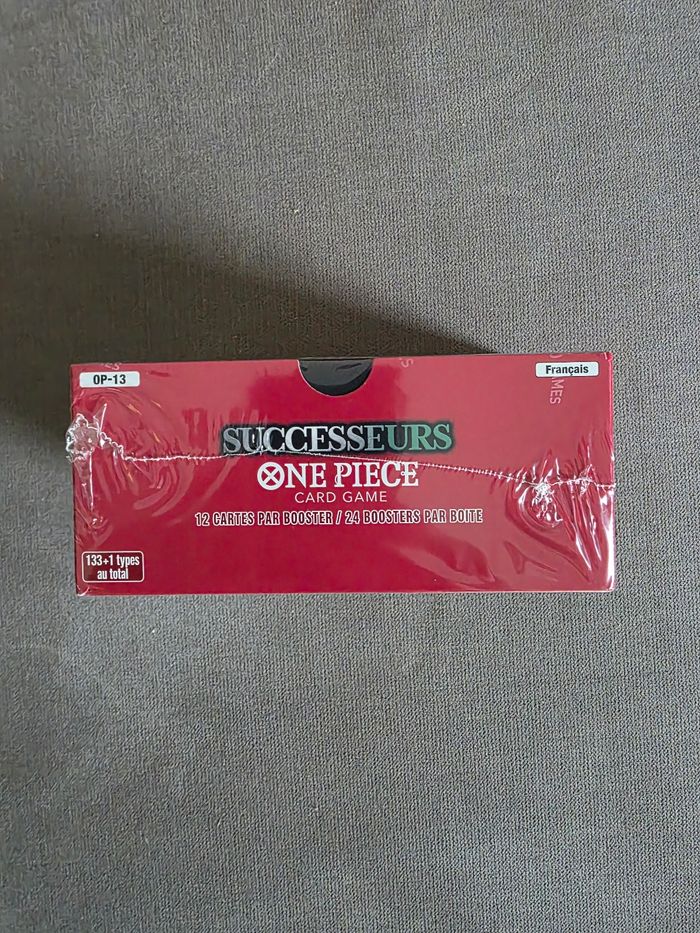 OP-13
Français
MES
SUCCESSEURS
ONE PIECE
CARD GAME
12 CARTES PAR BOOSTER / 24 BOOSTERS PAR BOITE
133+1 types
au total